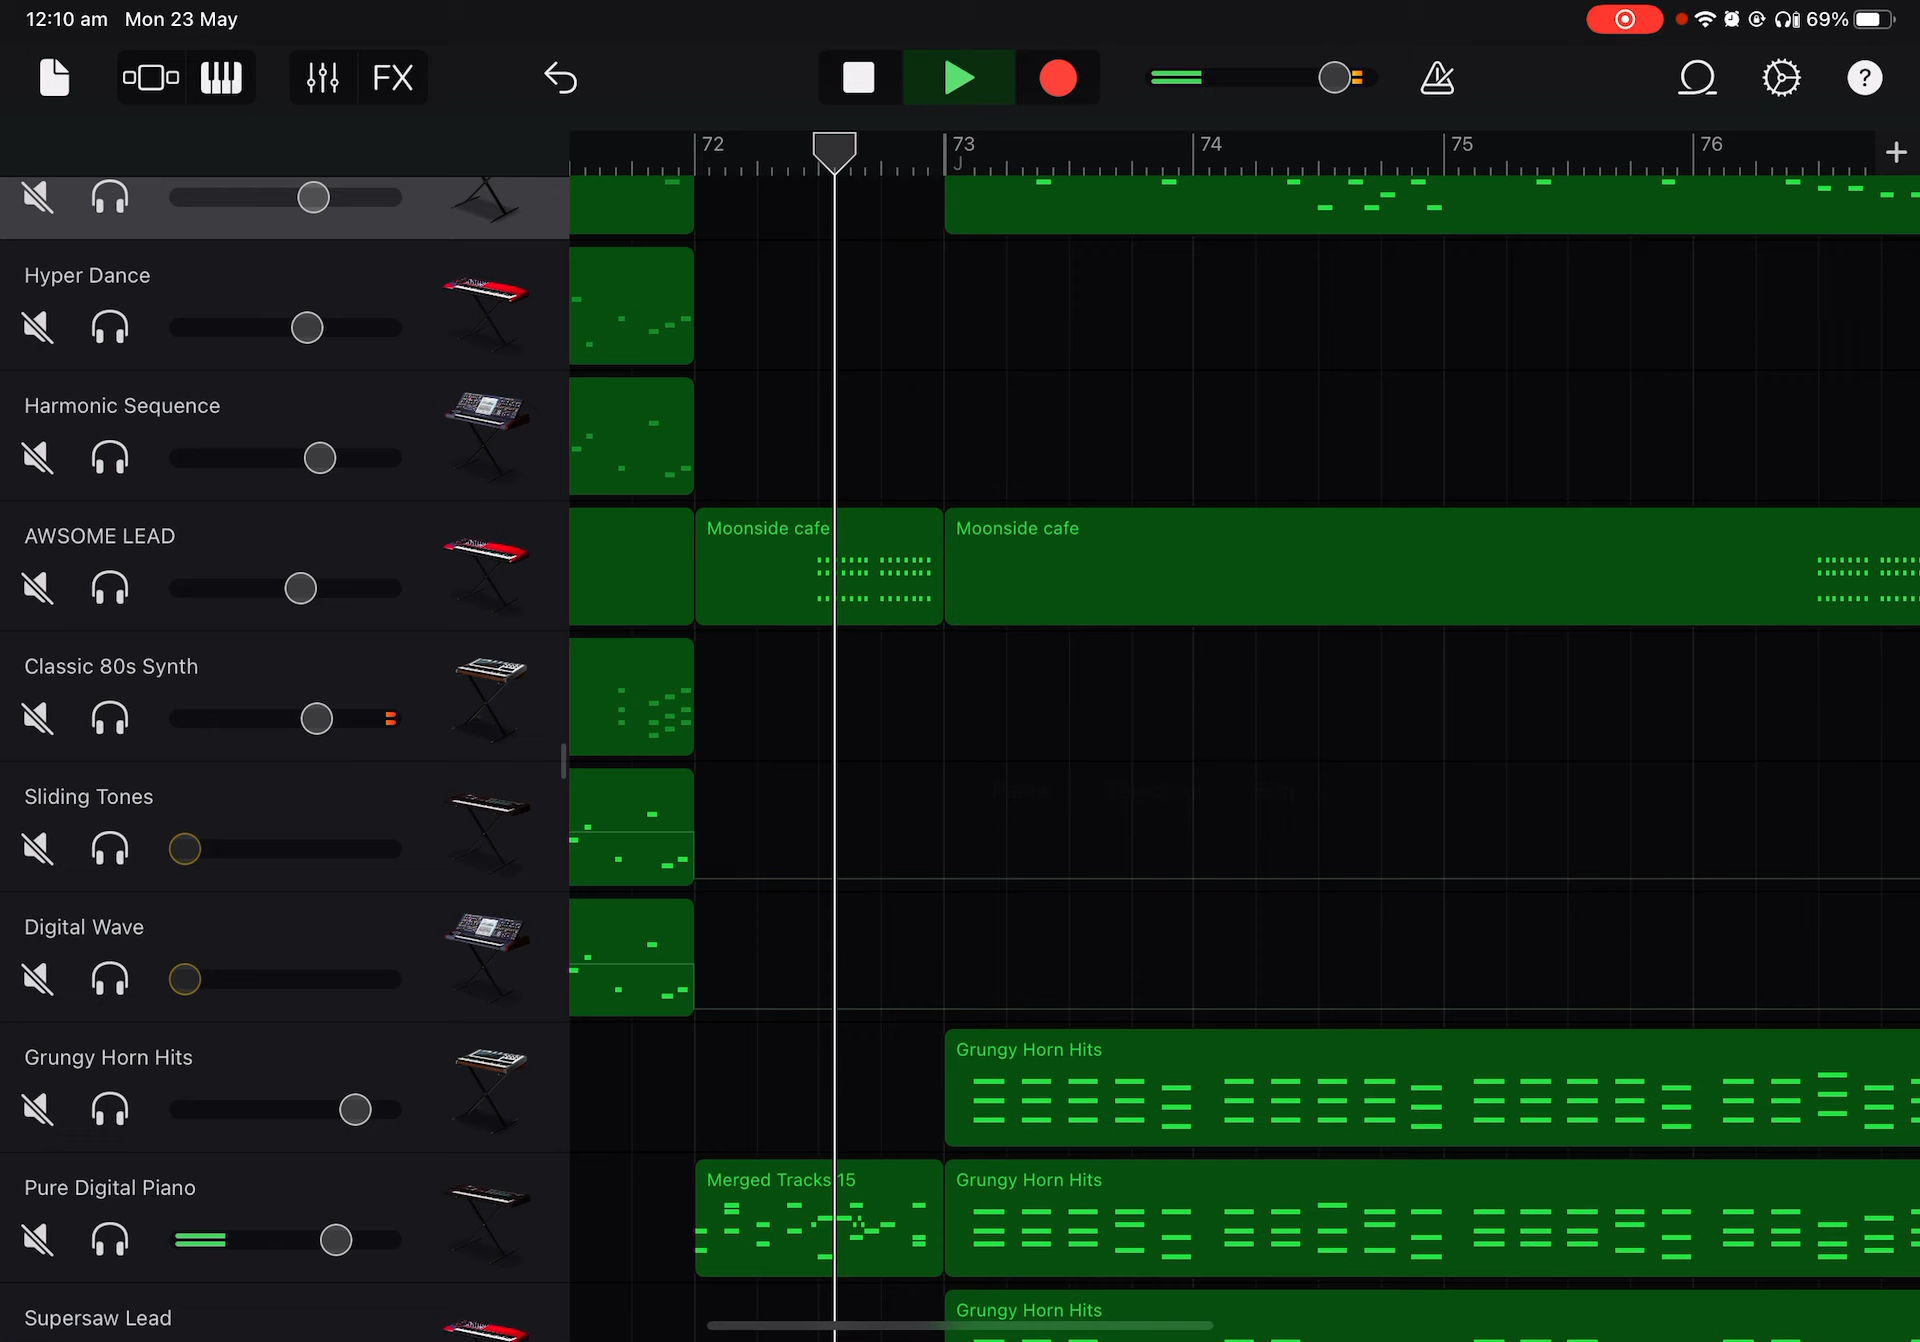 12:10 am Mon 23 May
69%
FX
?
72 73 74 75 76
Hyper Dance
Harmonic Sequence
AWSOME LEAD
Moonside cafe
Moonside cafe
Classic 80s Synth
Sliding Tones
Digital Wave
Grungy Horn Hits
Grungy Horn Hits
Pure Digital Piano
Merged Tracks 15
Grungy Horn Hits
Supersaw Lead
Grungy Horn Hits